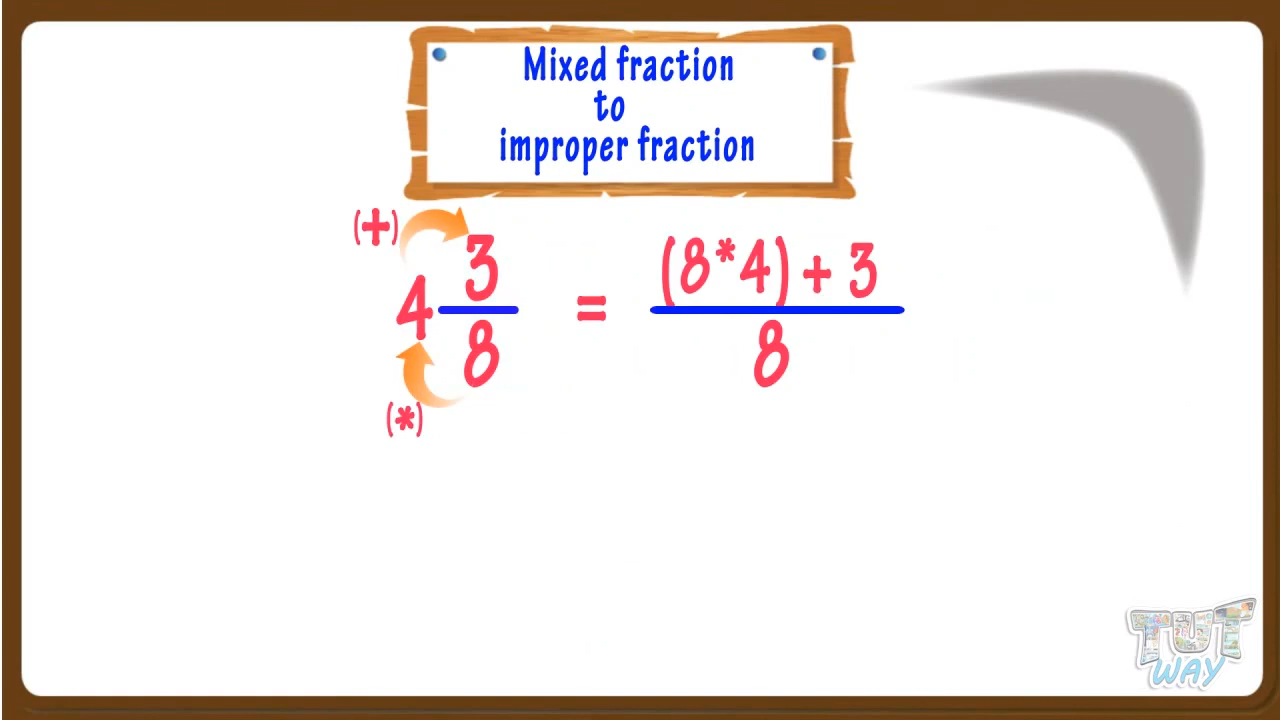 Mixed fraction
to
improper fraction
(+)
4 3/8 = (8*4) + 3 / 8
(*)
TUT
WAY